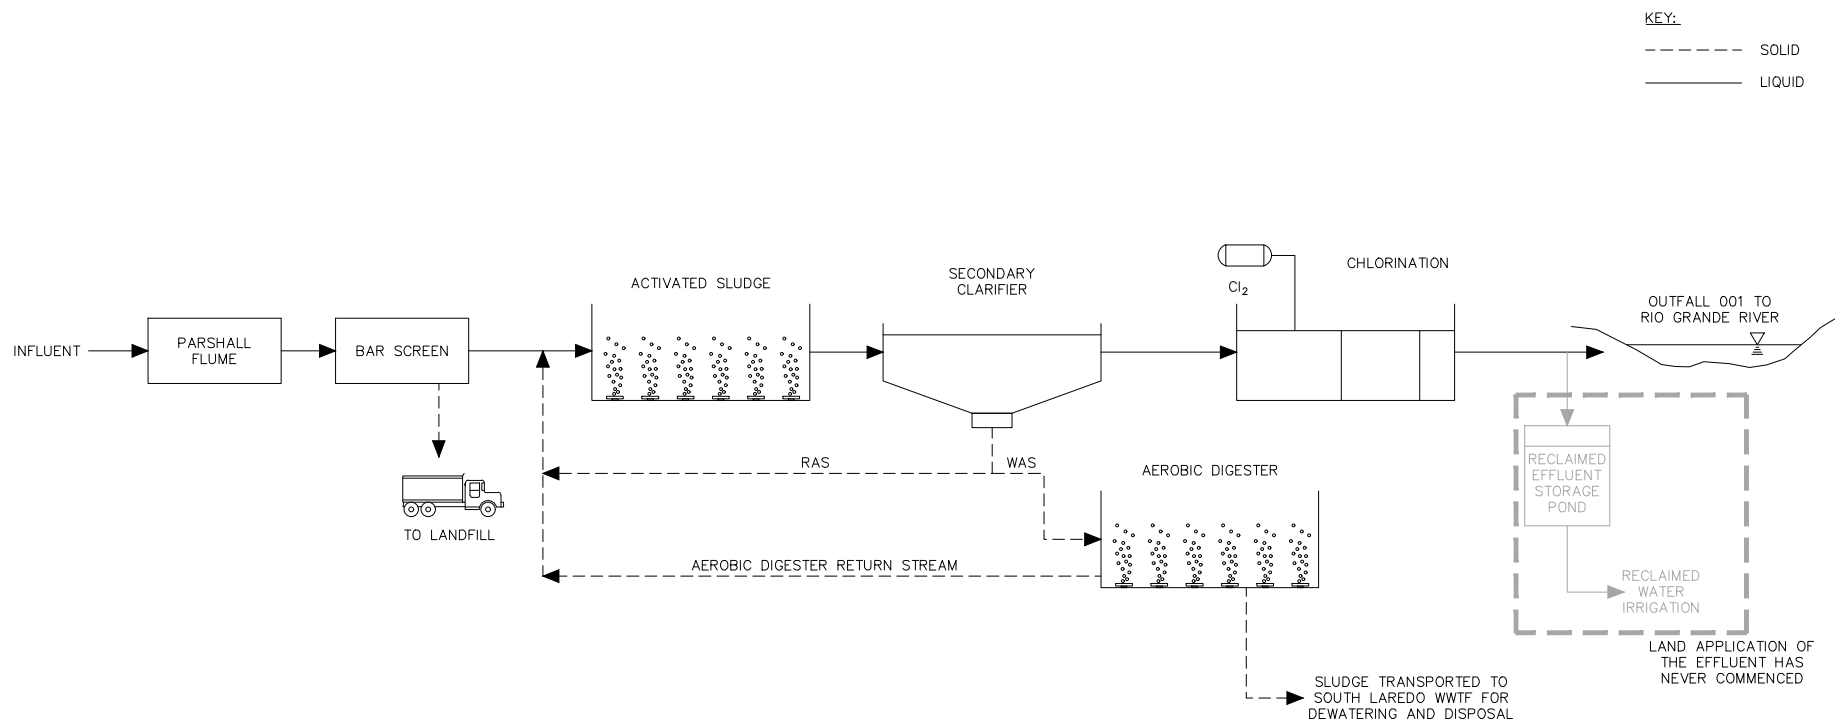 KEY:
SOLID
LIQUID
INFLUENT
PARSHALL
FLUME
BAR SCREEN
TO LANDFILL
ACTIVATED SLUDGE
SECONDARY
CLARIFIER
Cl₂
CHLORINATION
OUTFALL 001 TO
RIO GRANDE RIVER
RAS
WAS
AEROBIC DIGESTER
AEROBIC DIGESTER RETURN STREAM
RECLAIMED
EFFLUENT
STORAGE
POND
RECLAIMED
WATER
IRRIGATION
LAND APPLICATION OF
THE EFFLUENT HAS
NEVER COMMENCED
SLUDGE TRANSPORTED TO
SOUTH LAREDO WWTF FOR
DEWATERING AND DISPOSAL